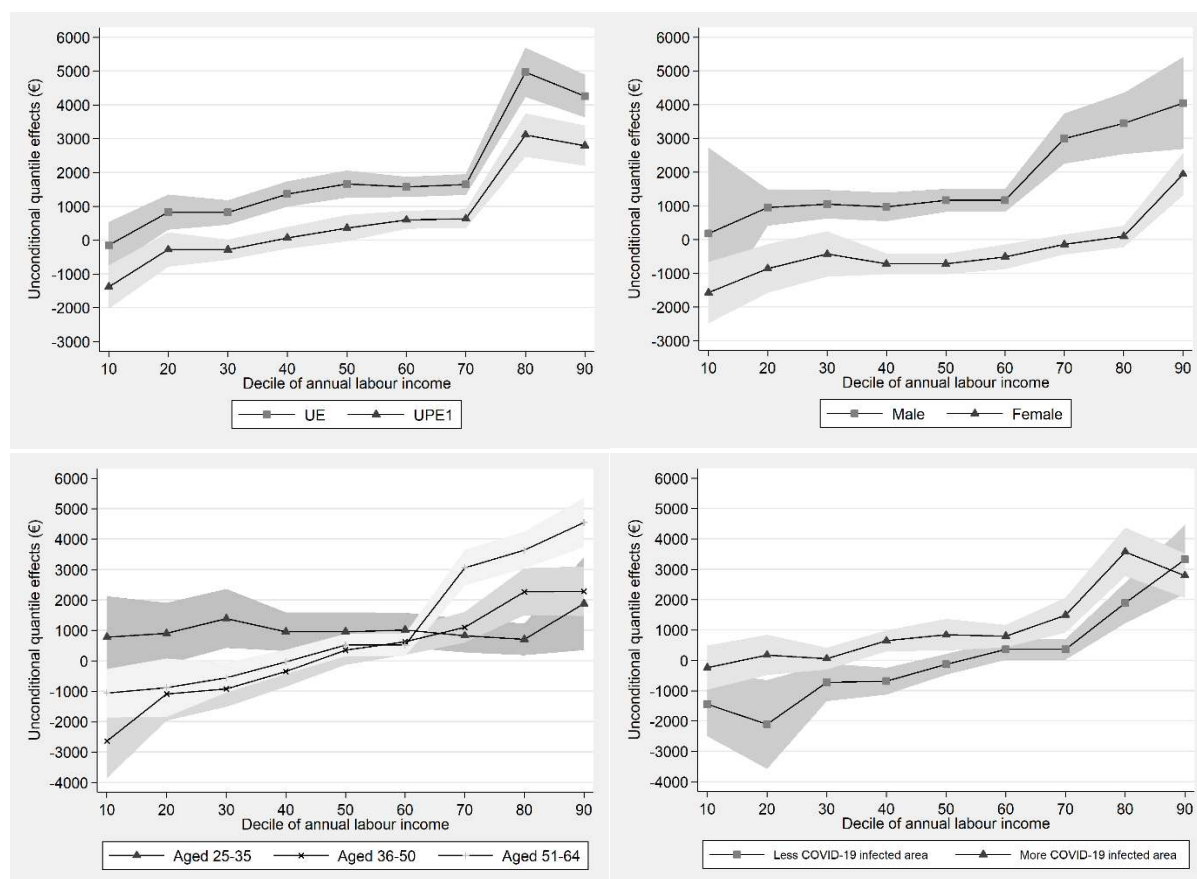 Unconditional quantile effects (€)
6000
5000
4000
3000
2000
1000
0
-1000
-2000
-3000
10 20 30 40 50 60 70 80 90
Decile of annual labour income
UE UPE1
Unconditional quantile effects (€)
6000
5000
4000
3000
2000
1000
0
-1000
-2000
-3000
10 20 30 40 50 60 70 80 90
Decile of annual labour income
Male Female
Unconditional quantile effects (€)
6000
5000
4000
3000
2000
1000
0
-1000
-2000
-3000
-4000
10 20 30 40 50 60 70 80 90
Decile of annual labour income
Aged 25-35 Aged 36-50 Aged 51-64
Unconditional quantile effects (€)
6000
5000
4000
3000
2000
1000
0
-1000
-2000
-3000
-4000
10 20 30 40 50 60 70 80 90
Decile of annual labour income
Less COVID-19 infected area More COVID-19 infected area